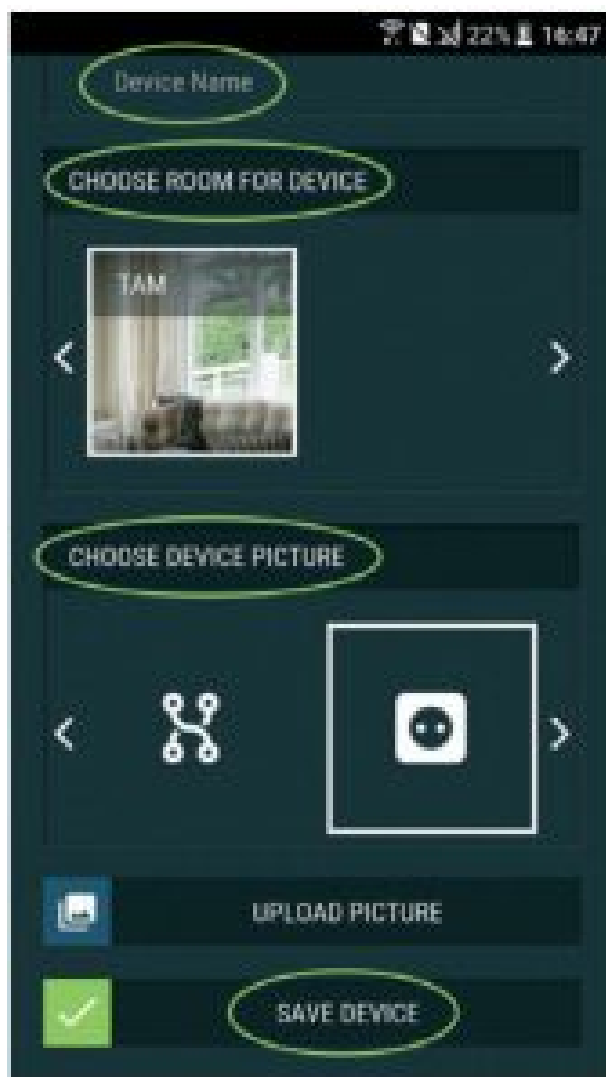 22% 16:47
Device Name
CHOOSE ROOM FOR DEVICE
TAM
CHOOSE DEVICE PICTURE
UPLOAD PICTURE
SAVE DEVICE